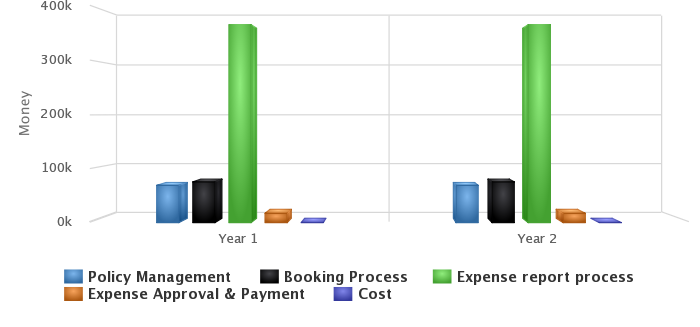 400k
300k
200k
100k
0k
Money
Year 1 Year 2
Policy Management Booking Process Expense report process
Expense Approval & Payment Cost